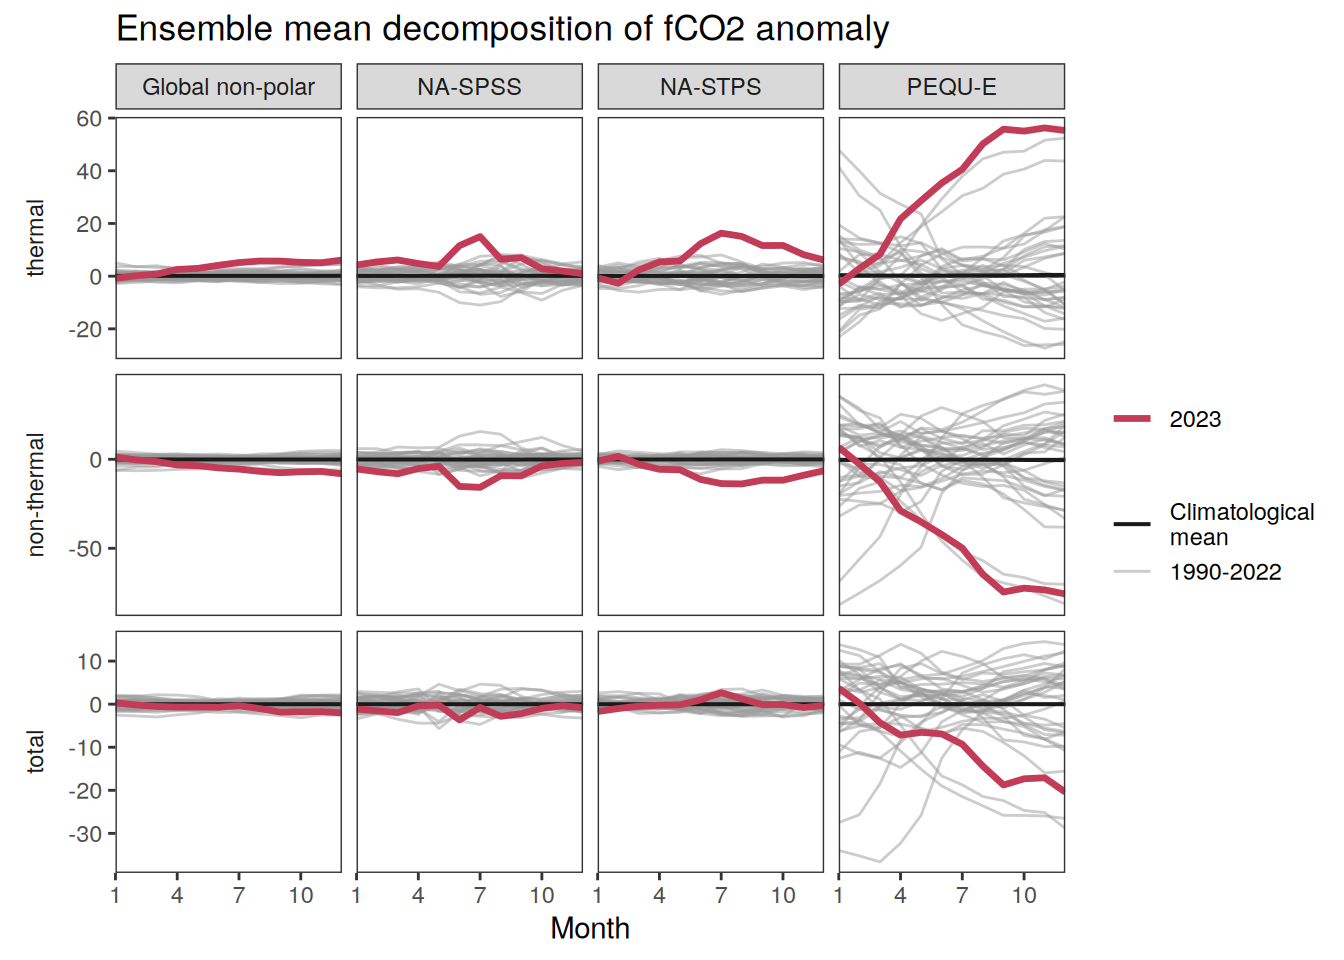 Ensemble mean decomposition of fCO2 anomaly
Global non-polar
NA-SPSS
NA-STPS
PEQU-E
thermal
60
40
20
0
-20
non-thermal
0
-50
total
10
0
-10
-20
-30
1 4 7 10
1 4 7 10
1 4 7 10
1 4 7 10
Month
2023
Climatological
mean
1990-2022